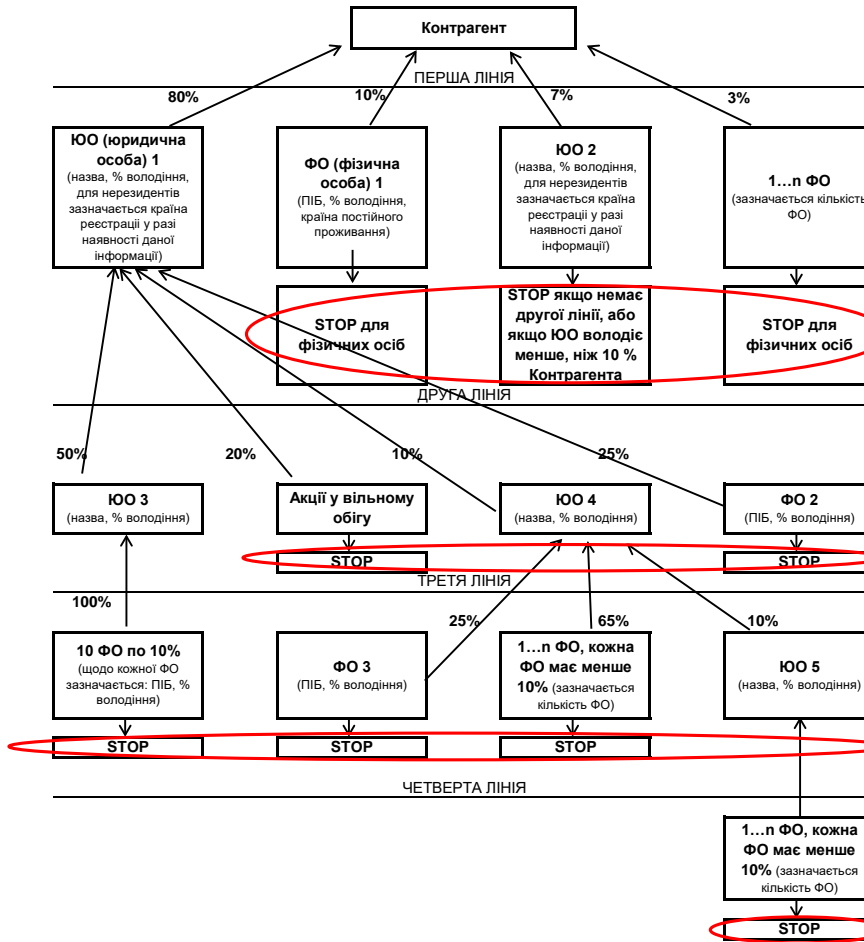 Контрагент
ПЕРША ЛІНІЯ
80%
10%
7%
3%
ЮО (юридична
особа) 1
(назва, % володіння,
для нерезидентів
зазначається країна
реєстрації у разі
наявності даної
інформації)
ФО (фізична
особа) 1
(ПІБ, % володіння,
країна постійного
проживання)
ЮО 2
(назва, % володіння,
для нерезидентів
зазначається країна
реєстрації у разі
наявності даної
інформації)
1...n ФО
(зазначається кількість
ФО)
STOP для
фізичних осіб
STOP якщо немає
другої лінії, або
якщо ЮО володіє
менше, ніж 10 %
Контрагента
STOP для
фізичних осіб
ДРУГА ЛІНІЯ
50%
20%
10%
25%
ЮО 3
(назва, % володіння)
Акції у вільному
обігу
ЮО 4
(назва, % володіння)
ФО 2
(ПІБ, % володіння)
STOP
STOP
ТРЕТЯ ЛІНІЯ
100%
25%
65%
10%
10 ФО по 10%
(щодо кожної ФО
зазначається: ПІБ, %
володіння)
ФО 3
(ПІБ, % володіння)
1...n ФО, кожна
ФО має менше
10% (зазначається
кількість ФО)
ЮО 5
(назва, % володіння)
STOP
STOP
STOP
ЧЕТВЕРТА ЛІНІЯ
1...n ФО, кожна
ФО має менше
10% (зазначається
кількість ФО)
STOP